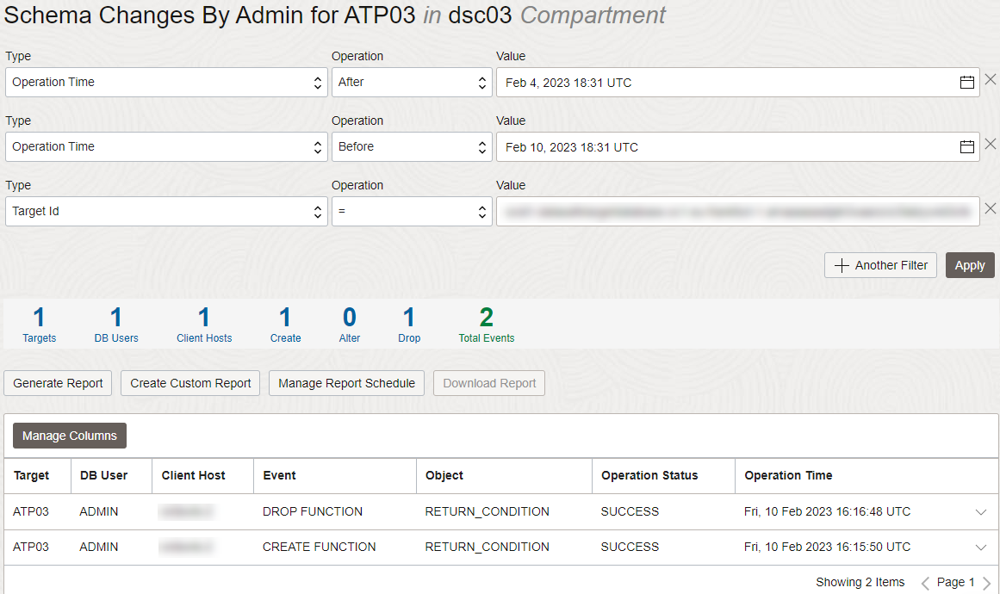 Schema Changes By Admin for ATP03 in dsc03 Compartment
Type Operation Value
Operation Time After Feb 4, 2023 18:31 UTC
Type Operation Value
Operation Time Before Feb 10, 2023 18:31 UTC
Type Operation Value
Target Id =
Another Filter Apply
1 1 1 1 0 1 2
Targets DB Users Client Hosts Create Alter Drop Total Events
Generate Report Create Custom Report Manage Report Schedule Download Report
Manage Columns
Target DB User Client Host Event Object Operation Status Operation Time
ATP03 ADMIN DROP FUNCTION RETURN_CONDITION SUCCESS Fri, 10 Feb 2023 16:16:48 UTC
ATP03 ADMIN CREATE FUNCTION RETURN_CONDITION SUCCESS Fri, 10 Feb 2023 16:15:50 UTC
Showing 2 Items Page 1